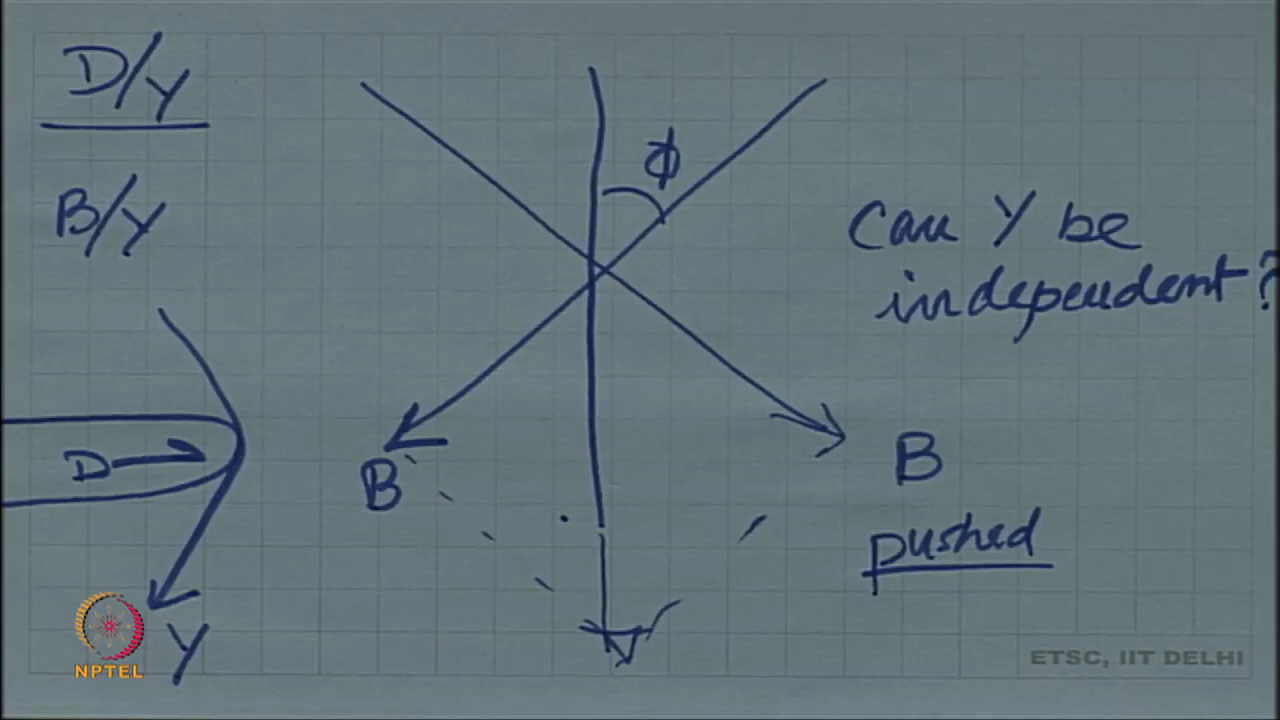 D/Y
B/Y
ϕ
Can Y be
independent?
D
B
B
pushed
Y
NPTEL
ETSC, IIT DELHI